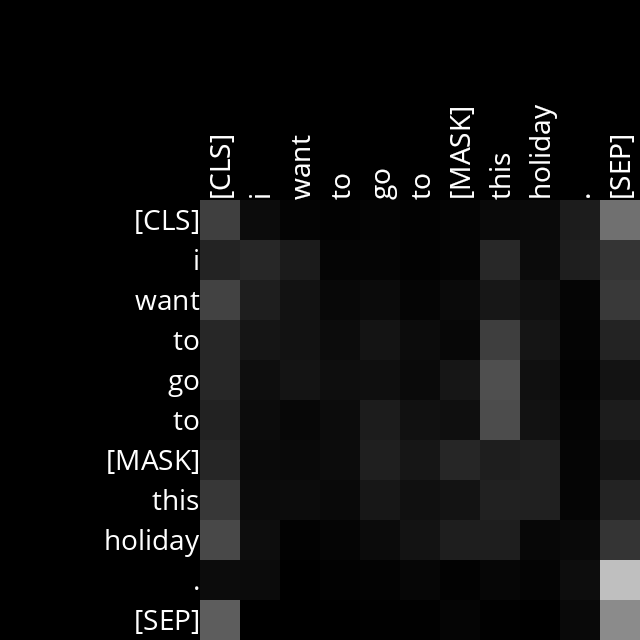 [CLS] i want to go to [MASK] this holiday . [SEP]
[CLS]
i
want
to
go
to
[MASK]
this
holiday
.
[SEP]